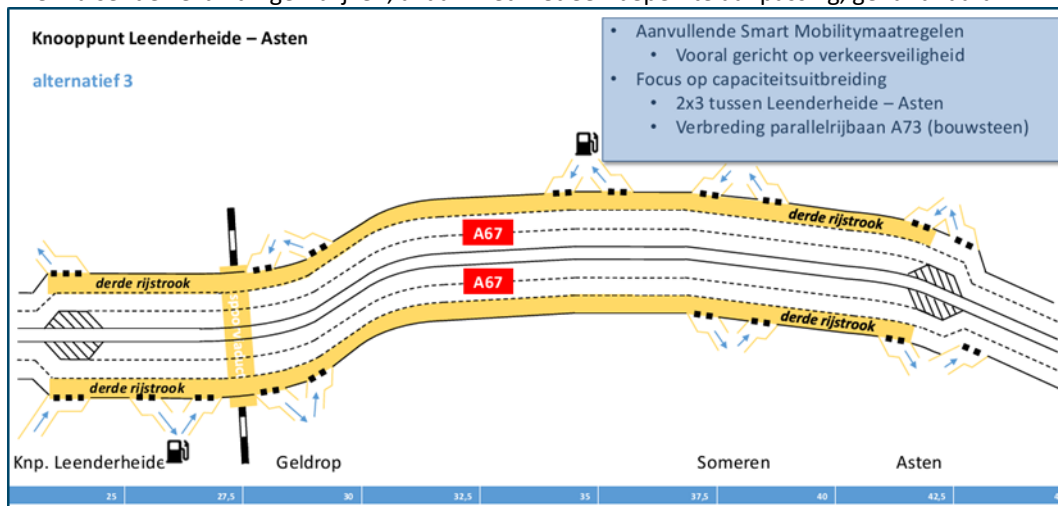 Knooppunt Leenderheide – Asten
alternatief 3
• Aanvullende Smart Mobilitymaatregelen
• Vooral gericht op verkeersveiligheid
• Focus op capaciteitsuitbreiding
• 2x3 tussen Leenderheide – Asten
• Verbreding parallelrijbaan A73 (bouwsteen)
derde rijstrook
A67
derde rijstrook
A67
derde rijstrook
derde rijstrook
Knp. Leenderheide
Geldrop
Someren
Asten
25
27,5
30
32,5
35
37,5
40
42,5